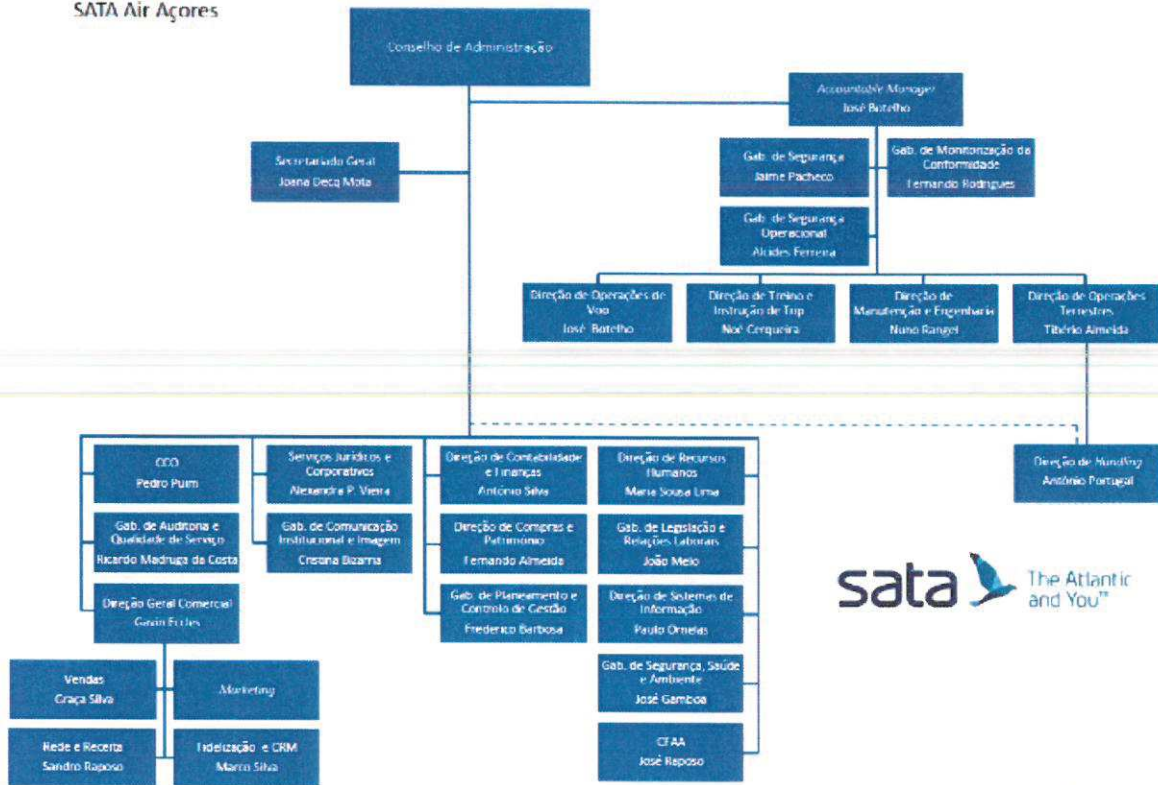 SATA Air Açores
Conselho de Administração
Accountable Manager
José Botelho
Secretariado Geral
Joana Decq Mota
Gab. de Segurança
Jaime Pacheco
Gab. de Monitorização da
Conformidade
Fernando Rodrigues
Gab. de Segurança
Operacional
Alcides Ferreira
Direção de Operações de
Voo
José Botelho
Direção de Treino e
Instrução de Trip
Noé Cerqueira
Direção de
Manutenção e Engenharia
Nuno Rangel
Direção de Operações
Terrestres
Tibério Almeida
Direção de Handling
António Portugal
Pedro Puim
Gab. de Auditoria e
Qualidade de Serviço
Ricardo Madruga da Costa
Direção Geral Comercial
Gavin Eccles
Vendas
Graça Silva
Marketing
Rede e Receita
Sandro Raposo
Fidelização e CRM
Marco Silva
Serviços Jurídicos e
Corporativos
Alexandra P. Vieira
Gab. de Comunicação
Institucional e Imagem
Cristina Bizarra
Direção de Contabilidade
e Finanças
António Silva
Direção de Compras e
Património
Fernando Almeida
Gab. de Planeamento e
Controlo de Gestão
Frederico Barbosa
Direção de Recursos
Humanos
Maria Sousa Lima
Gab. de Legislação e
Relações Laborais
João Melo
Direção de Sistemas de
Informação
Paulo Ornelas
Gab. de Segurança, Saúde
e Ambiente
José Gamboa
CFAA
José Raposo
sata
The Atlantic
and You™